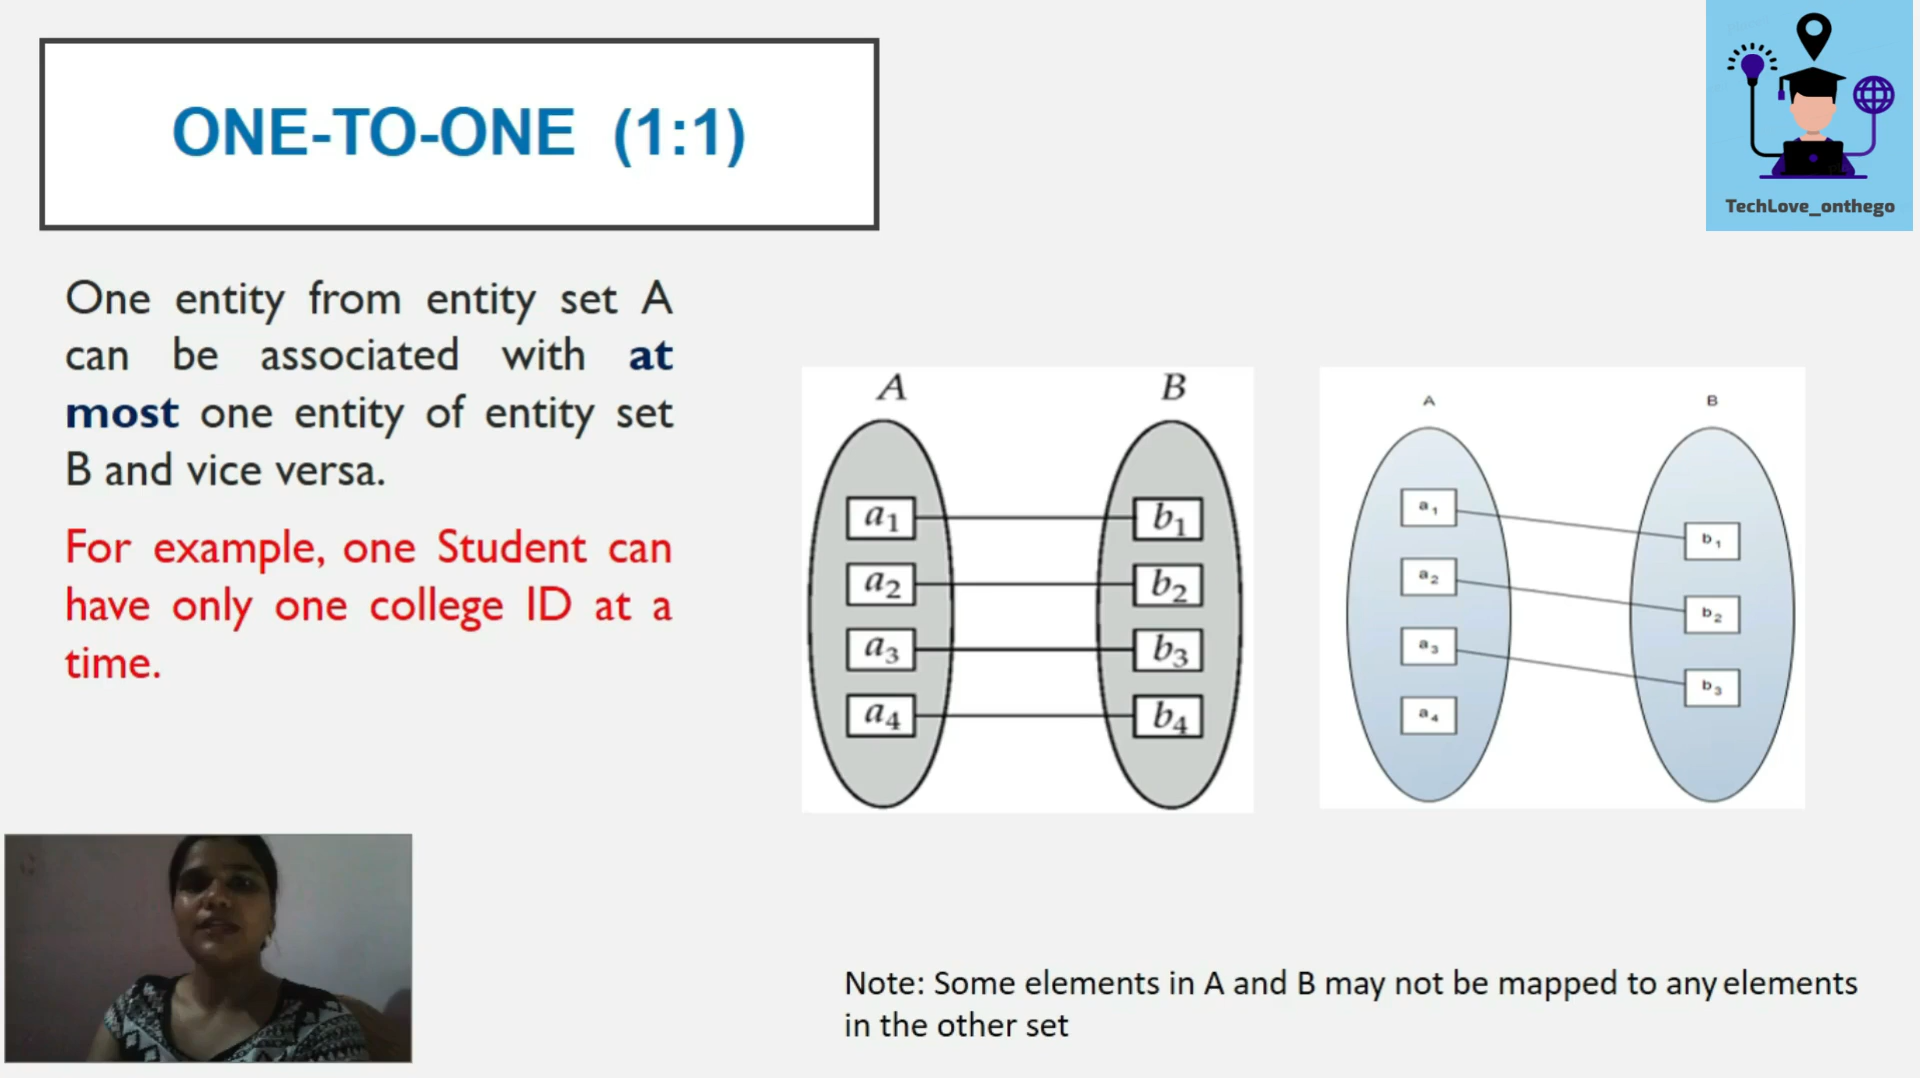 ONE-TO-ONE (1:1)
TechLove_onthego
One entity from entity set A
can be associated with at
most one entity of entity set
B and vice versa.
For example, one Student can
have only one college ID at a
time.
A B
a1 b1
a2 b2
a3 b3
a4 b4
A B
a1 b1
a2 b2
a3 b3
a4
Note: Some elements in A and B may not be mapped to any elements
in the other set